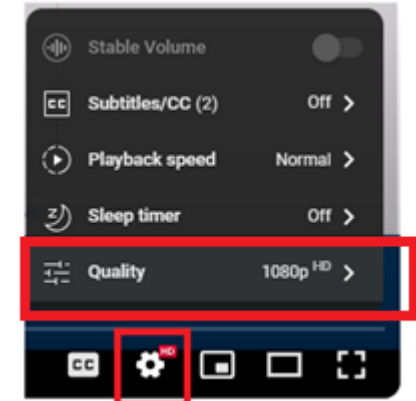 Stable Volume
Subtitles/CC (2) Off
Playback speed Normal
Sleep timer Off
Quality 1080p HD
CC HD